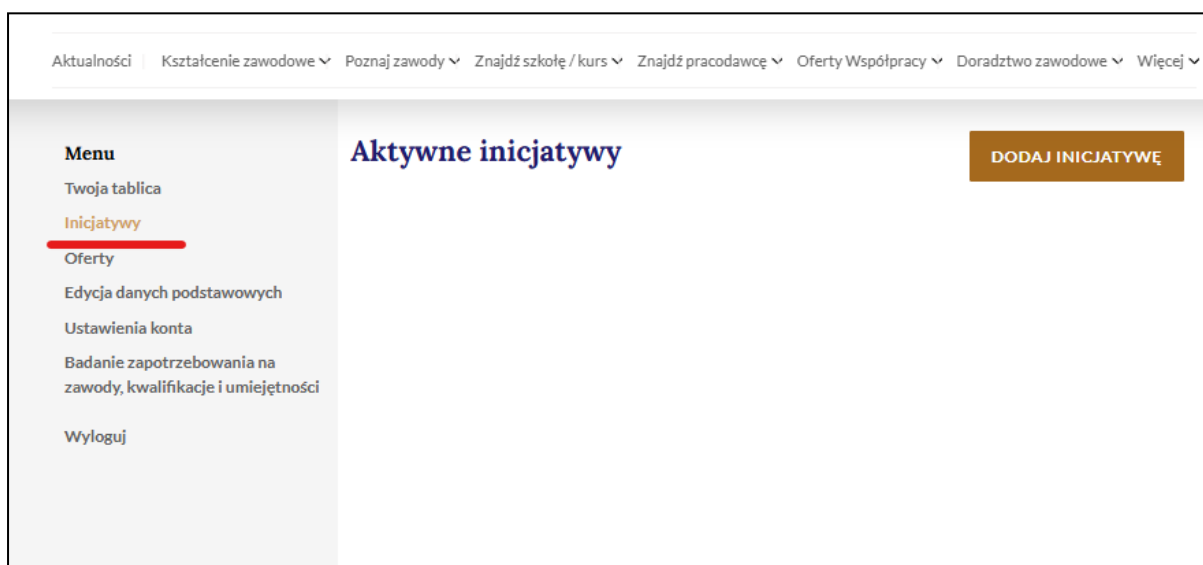 Aktualności Kształcenie zawodowe Poznaj zawody Znajdź szkołę / kurs Znajdź pracodawcę Oferty Współpracy Doradztwo zawodowe Więcej
Menu
Twoja tablica
Inicjatywy
Oferty
Edycja danych podstawowych
Ustawienia konta
Badanie zapotrzebowania na
zawody, kwalifikacje i umiejętności
Wyloguj
Aktywne inicjatywy
DODAJ INICJATYWĘ